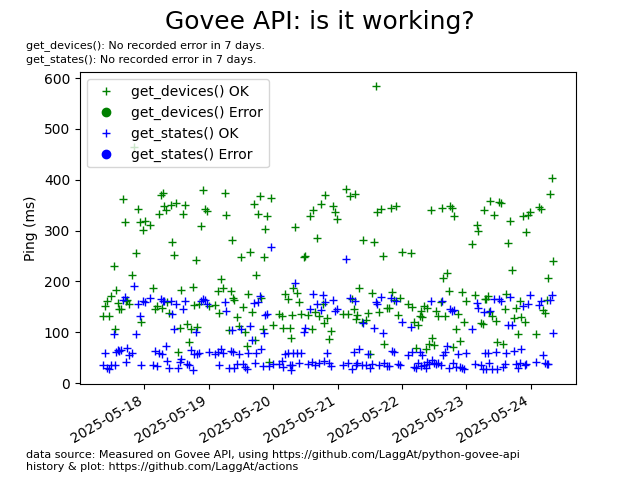 Govee API: is it working?
get_devices(): No recorded error in 7 days.
get_states(): No recorded error in 7 days.
600
500
400
300
200
100
0
Ping (ms)
get_devices() OK
get_devices() Error
get_states() OK
get_states() Error
2025-05-18
2025-05-19
2025-05-20
2025-05-21
2025-05-22
2025-05-23
2025-05-24
data source: Measured on Govee API, using https://github.com/LaggAt/python-govee-api
history & plot: https://github.com/LaggAt/actions